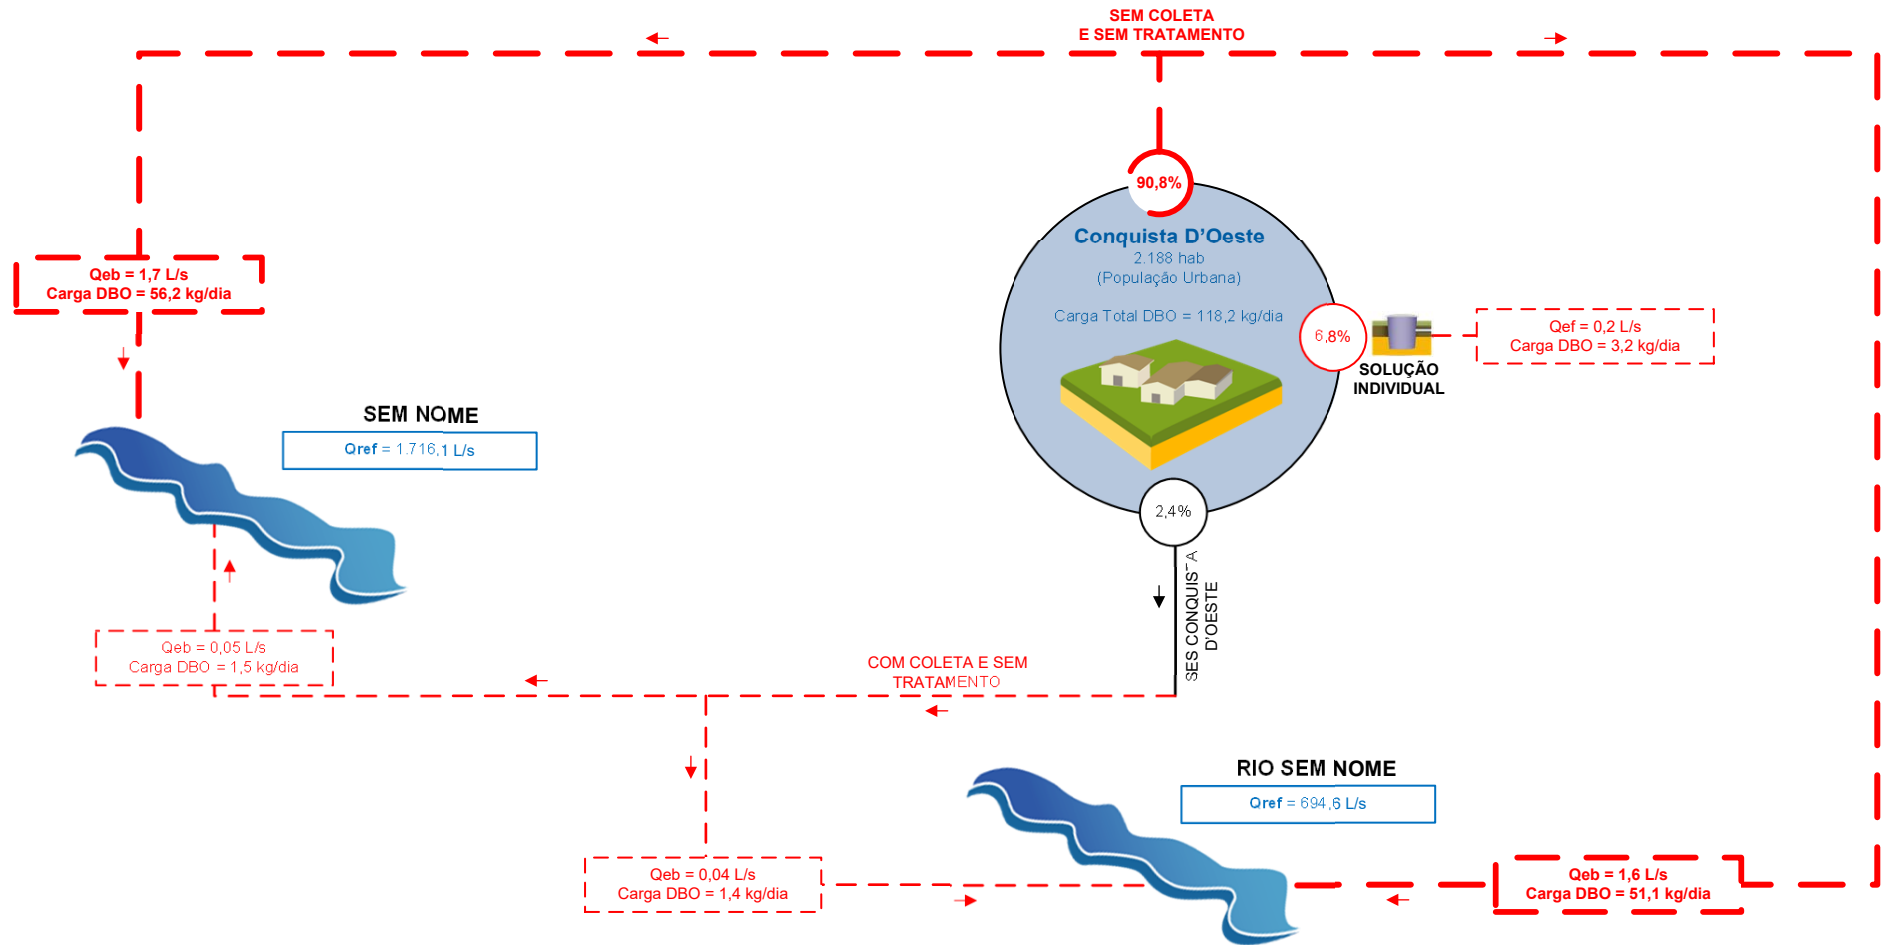 SEM COLETA
E SEM TRATAMENTO
90,8%
Conquista D'Oeste
2.188 hab
(População Urbana)
Carga Total DBO = 118,2 kg/dia
6,8%
SOLUÇÃO
INDIVIDUAL
Qef = 0,2 L/s
Carga DBO = 3,2 kg/dia
Qeb = 1,7 L/s
Carga DBO = 56,2 kg/dia
SEM NOME
Qref = 1.716,1 L/s
2,4%
SES CONQUISTA
D'OESTE
Qeb = 0,05 L/s
Carga DBO = 1,5 kg/dia
COM COLETA E SEM
TRATAMENTO
RIO SEM NOME
Qref = 694,6 L/s
Qeb = 0,04 L/s
Carga DBO = 1,4 kg/dia
Qeb = 1,6 L/s
Carga DBO = 51,1 kg/dia